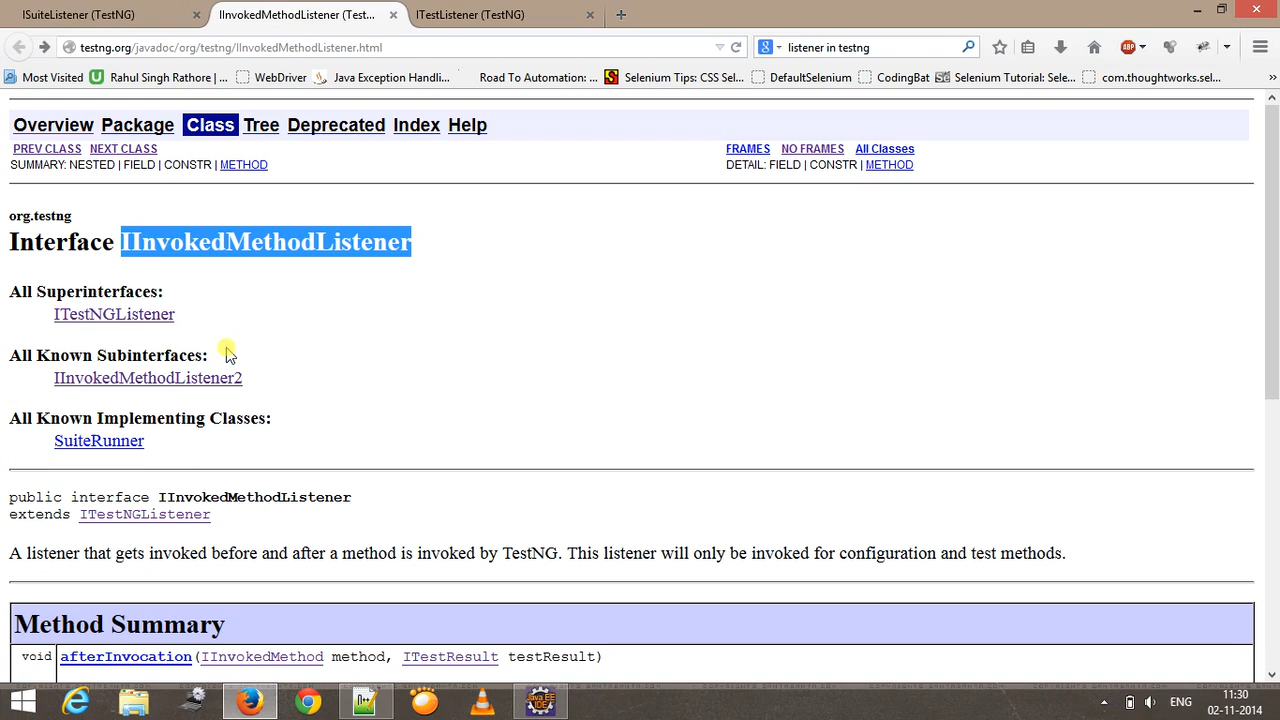 ISuiteListener (TestNG)
IInvokedMethodListener (Test...
ITestListener (TestNG)
testng.org/javadoc/org/testng/IInvokedMethodListener.html
listener in testng
Most Visited
Rahul Singh Rathore | ...
WebDriver
Java Exception Handli...
Road To Automation: ...
Selenium Tips: CSS Sel...
DefaultSelenium
CodingBat
Selenium Tutorial: Sele...
com.thoughtworks.sel...
Overview Package Class Tree Deprecated Index Help
PREV CLASS NEXT CLASS
FRAMES NO FRAMES All Classes
SUMMARY: NESTED | FIELD | CONSTR | METHOD
DETAIL: FIELD | CONSTR | METHOD
org.testng
Interface IInvokedMethodListener
All Superinterfaces:
ITestNGListener
All Known Subinterfaces:
IInvokedMethodListener2
All Known Implementing Classes:
SuiteRunner
public interface IInvokedMethodListener
extends ITestNGListener
A listener that gets invoked before and after a method is invoked by TestNG. This listener will only be invoked for configuration and test methods.
Method Summary
void afterInvocation(IInvokedMethod method, ITestResult testResult)
ENG
11:30
02-11-2014